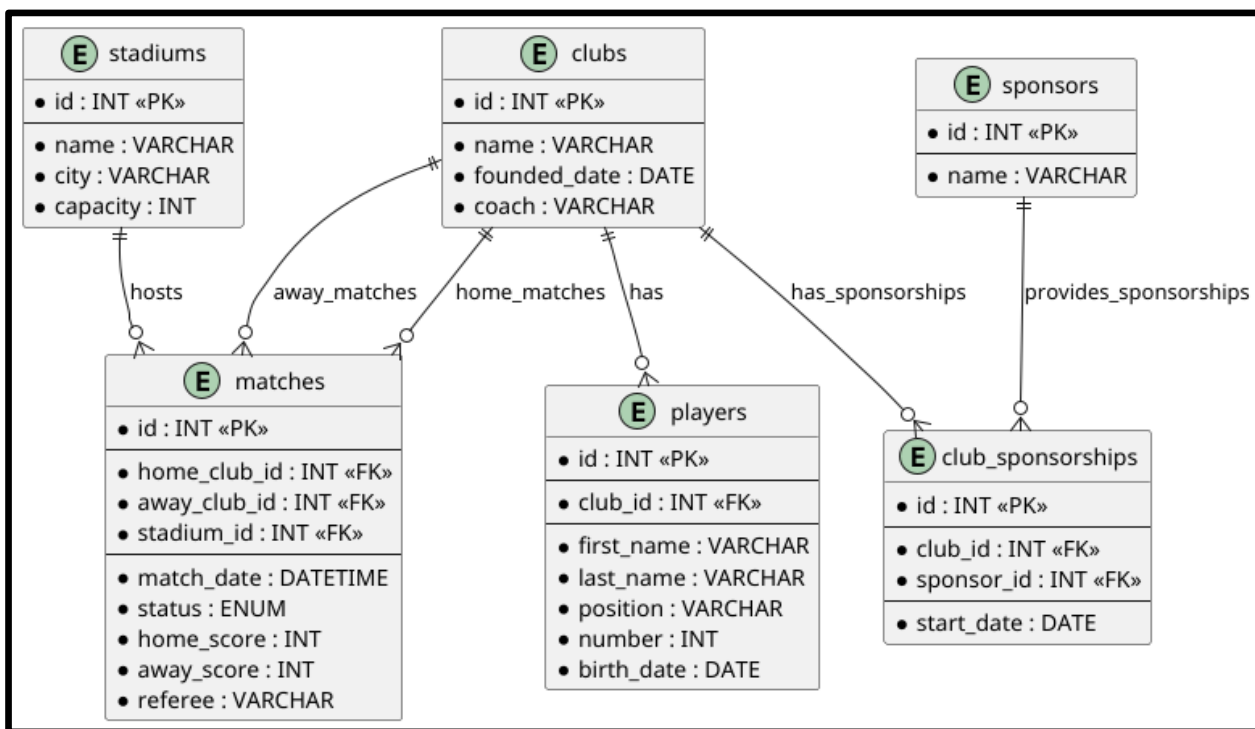 E stadiums
• id : INT «PK»
• name : VARCHAR
• city : VARCHAR
• capacity : INT
E clubs
• id : INT «PK»
• name : VARCHAR
• founded_date : DATE
• coach : VARCHAR
E sponsors
• id : INT «PK»
• name : VARCHAR
hosts
away_matches
home_matches
has
has_sponsorships
provides_sponsorships
E matches
• id : INT «PK»
• home_club_id : INT «FK»
• away_club_id : INT «FK»
• stadium_id : INT «FK»
• match_date : DATETIME
• status : ENUM
• home_score : INT
• away_score : INT
• referee : VARCHAR
E players
• id : INT «PK»
• club_id : INT «FK»
• first_name : VARCHAR
• last_name : VARCHAR
• position : VARCHAR
• number : INT
• birth_date : DATE
E club_sponsorships
• id : INT «PK»
• club_id : INT «FK»
• sponsor_id : INT «FK»
• start_date : DATE